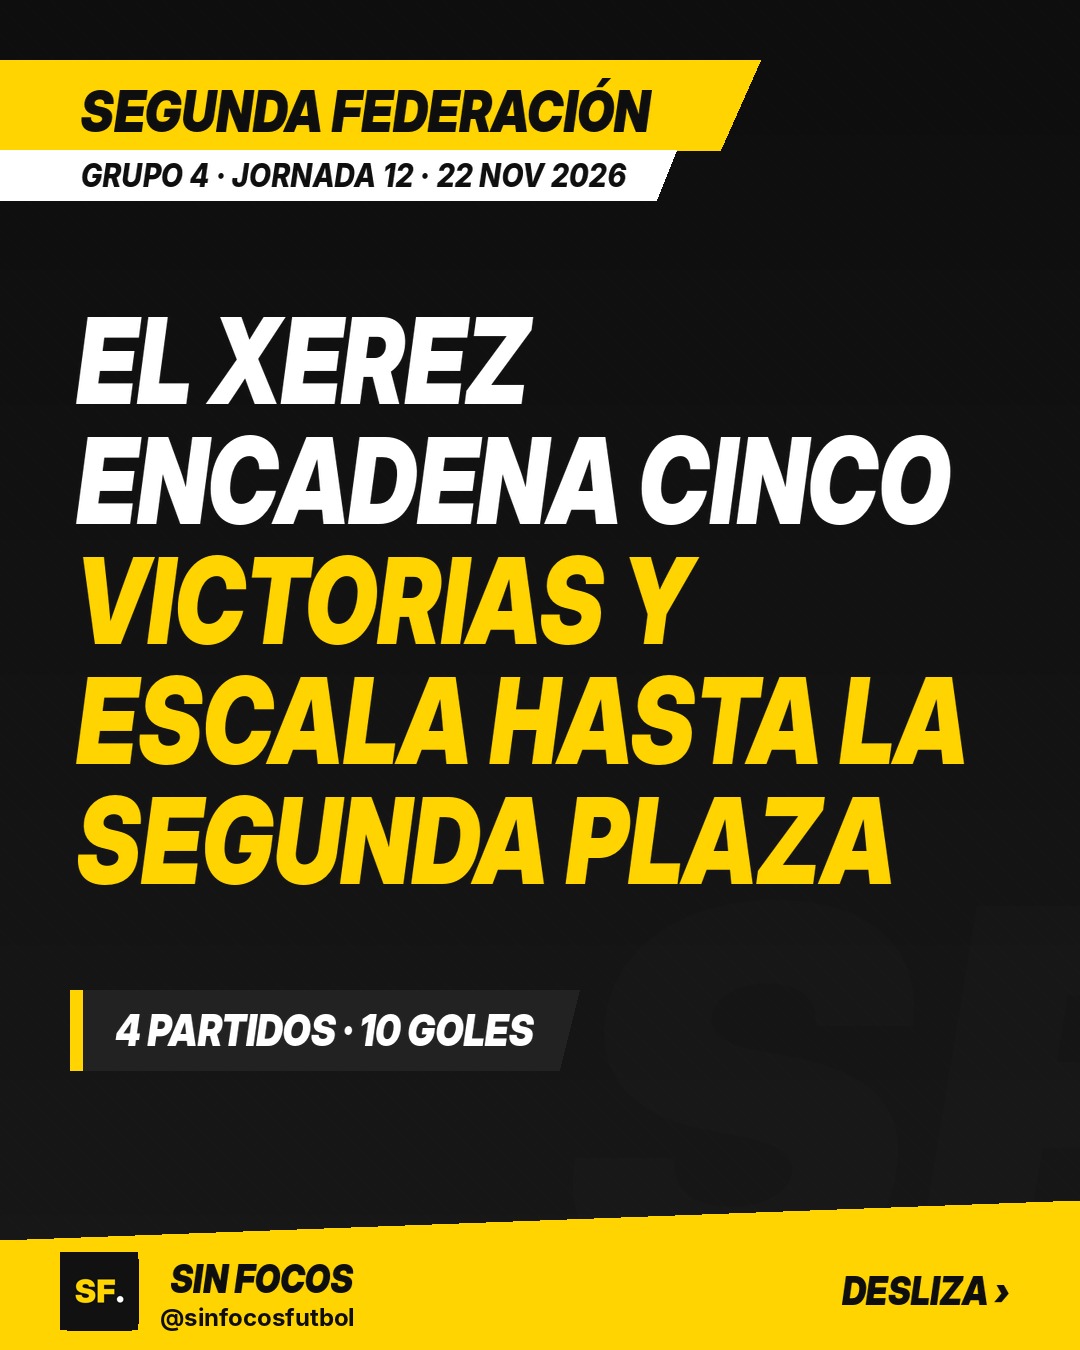 SEGUNDA FEDERACIÓN
GRUPO 4 · JORNADA 12 · 22 NOV 2026
EL XEREZ
ENCADENA CINCO
VICTORIAS Y
ESCALA HASTA LA
SEGUNDA PLAZA
4 PARTIDOS · 10 GOLES
SF
SF.
SIN FOCOS
@sinfocosfutbol
DESLIZA ›